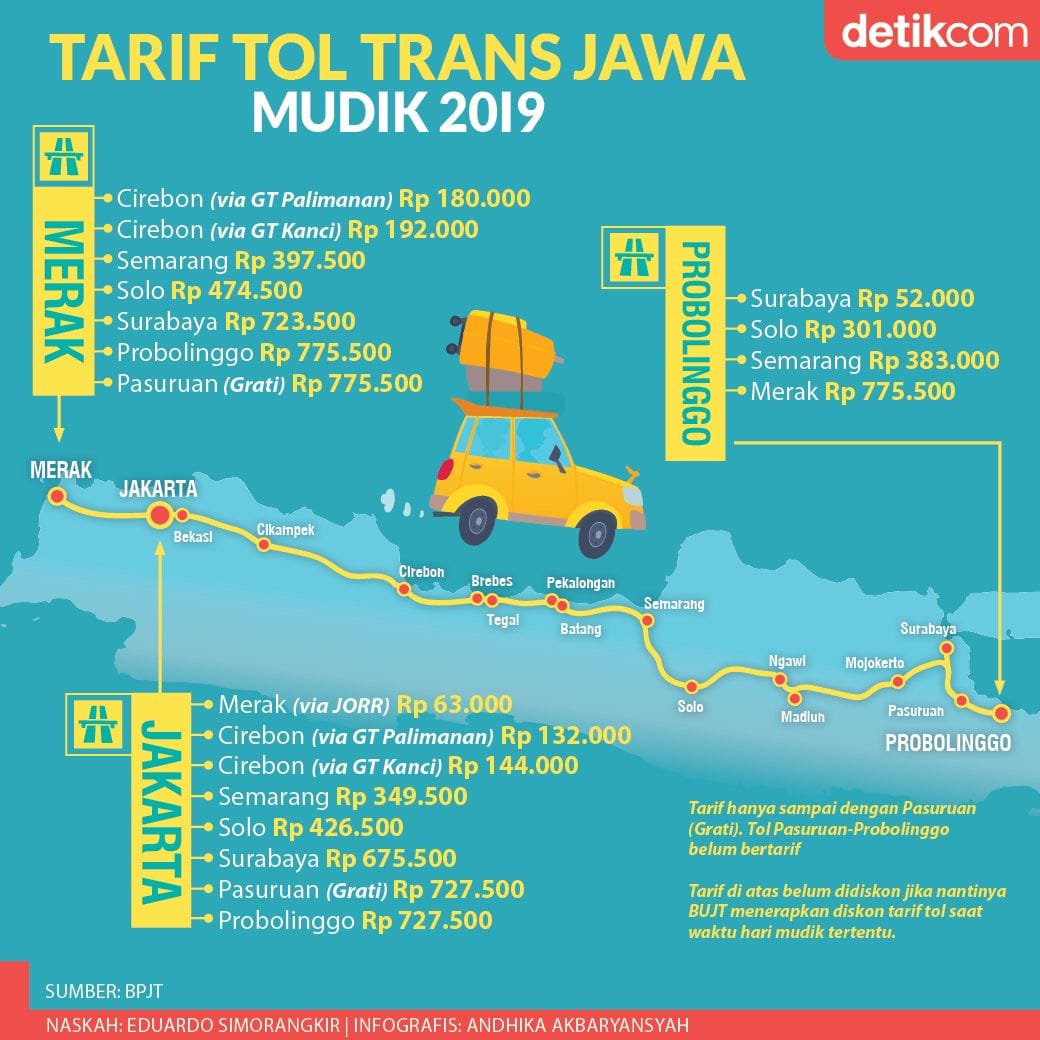 detikcom
TARIF TOL TRANS JAWA
MUDIK 2019
MERAK
Cirebon (via GT Palimanan) Rp 180.000
Cirebon (via GT Kanci) Rp 192.000
Semarang Rp 397.500
Solo Rp 474.500
Surabaya Rp 723.500
Probolinggo Rp 775.500
Pasuruan (Grati) Rp 775.500
PROBOLINGGO
Surabaya Rp 52.000
Solo Rp 301.000
Semarang Rp 383.000
Merak Rp 775.500
MERAK
JAKARTA
Bekasi
Cikampek
Cirebon
Brebes
Tegal
Pekalongan
Batang
Semarang
Solo
Ngawi
Madiun
Mojokerto
Surabaya
Pasuruah
PROBOLINGGO
JAKARTA
Merak (via JORR) Rp 63.000
Cirebon (via GT Palimanan) Rp 132.000
Cirebon (via GT Kanci) Rp 144.000
Semarang Rp 349.500
Solo Rp 426.500
Surabaya Rp 675.500
Pasuruan (Grati) Rp 727.500
Probolinggo Rp 727.500
Tarif hanya sampai dengan Pasuruan
(Grati). Tol Pasuruan-Probolinggo
belum bertarif
Tarif di atas belum didiskon jika nantinya
BUJT menerapkan diskon tarif tol saat
waktu hari mudik tertentu.
SUMBER: BPJT
NASKAH: EDUARDO SIMORANGKIR | INFOGRAFIS: ANDHIKA AKBARYANSYAH